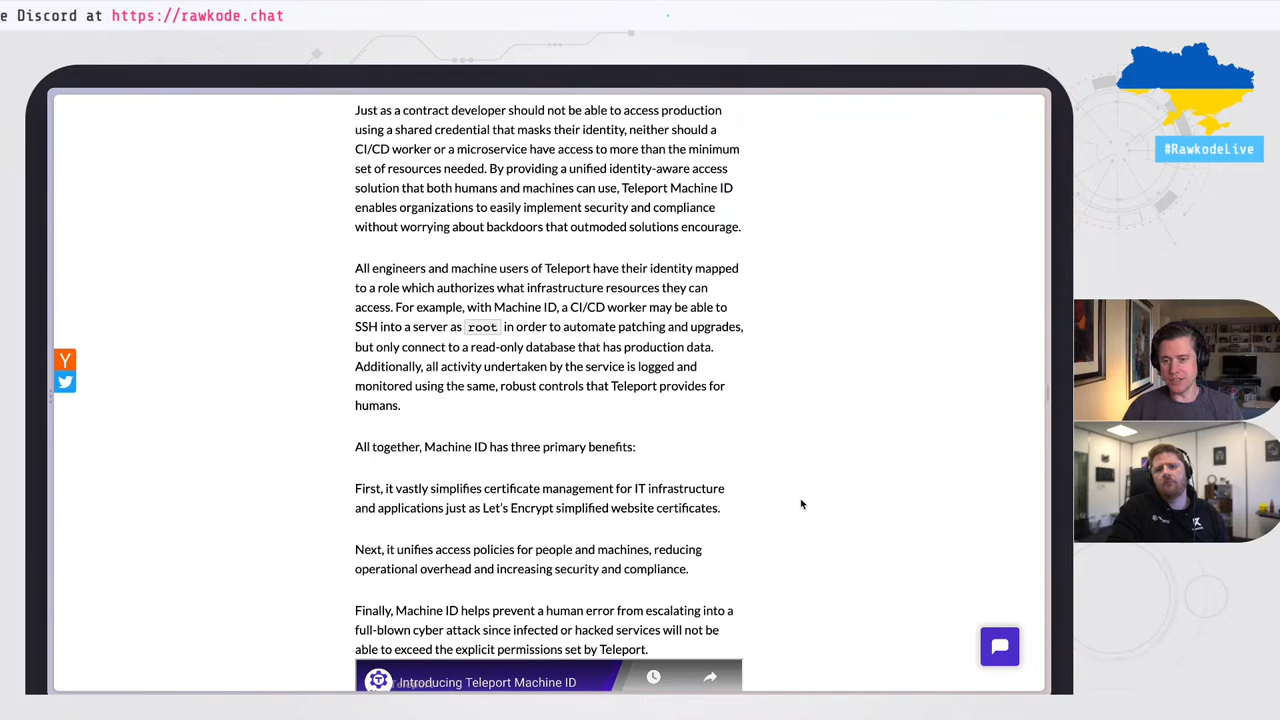 e Discord at https://rawkode.chat
#RawkodeLive
Just as a contract developer should not be able to access production
using a shared credential that masks their identity, neither should a
CI/CD worker or a microservice have access to more than the minimum
set of resources needed. By providing a unified identity-aware access
solution that both humans and machines can use, Teleport Machine ID
enables organizations to easily implement security and compliance
without worrying about backdoors that outmoded solutions encourage.
All engineers and machine users of Teleport have their identity mapped
to a role which authorizes what infrastructure resources they can
access. For example, with Machine ID, a CI/CD worker may be able to
SSH into a server as root in order to automate patching and upgrades,
but only connect to a read-only database that has production data.
Additionally, all activity undertaken by the service is logged and
monitored using the same, robust controls that Teleport provides for
humans.
All together, Machine ID has three primary benefits:
First, it vastly simplifies certificate management for IT infrastructure
and applications just as Let's Encrypt simplified website certificates.
Next, it unifies access policies for people and machines, reducing
operational overhead and increasing security and compliance.
Finally, Machine ID helps prevent a human error from escalating into a
full-blown cyber attack since infected or hacked services will not be
able to exceed the explicit permissions set by Teleport.
Introducing Teleport Machine ID